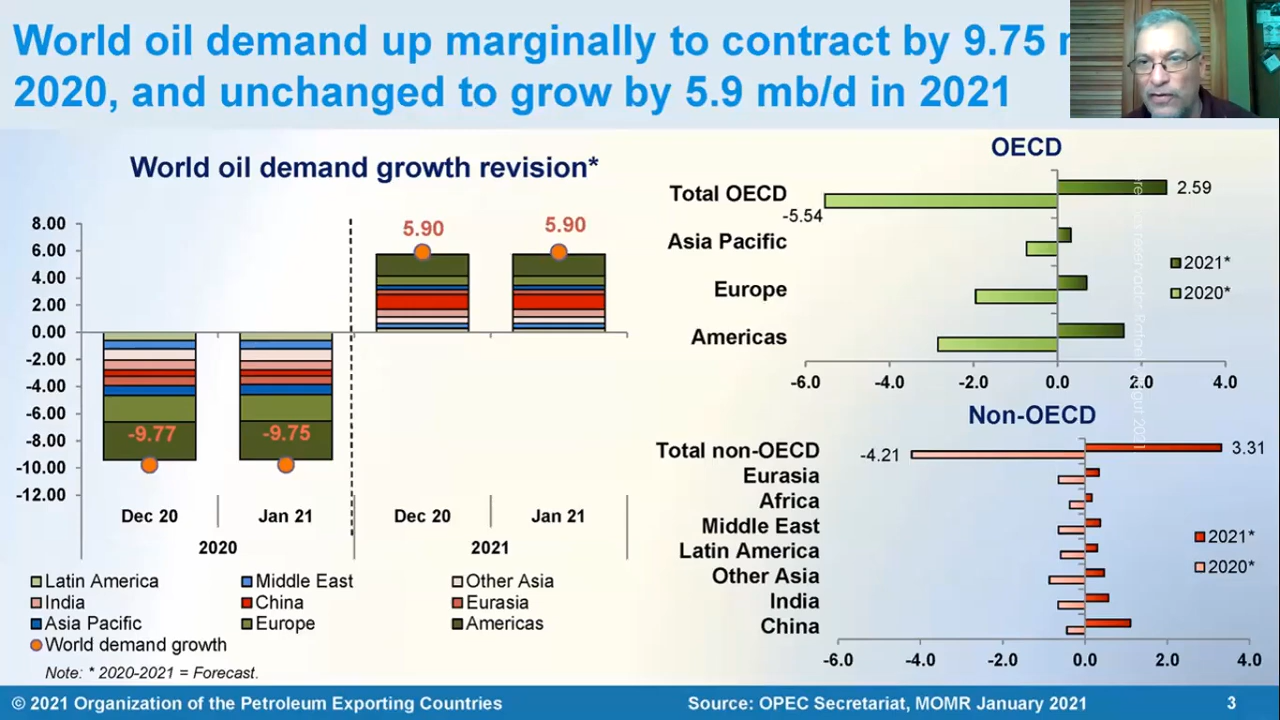 World oil demand up marginally to contract by 9.75
2020, and unchanged to grow by 5.9 mb/d in 2021
World oil demand growth revision*
8.00
6.00
4.00
2.00
0.00
-2.00
-4.00
-6.00
-8.00
-10.00
-12.00
5.90
5.90
-9.77
-9.75
Dec 20
Jan 21
Dec 20
Jan 21
2020
2021
Latin America
Middle East
Other Asia
India
China
Eurasia
Asia Pacific
Europe
Americas
World demand growth
Note: * 2020-2021 = Forecast.
OECD
Total OECD
Asia Pacific
Europe
Americas
2.59
-5.54
2021*
2020*
-6.0
-4.0
-2.0
0.0
2.0
4.0
Non-OECD
Total non-OECD
Eurasia
Africa
Middle East
Latin America
Other Asia
India
China
-4.21
3.31
2021*
2020*
-6.0
-4.0
-2.0
0.0
2.0
4.0
© 2021 Organization of the Petroleum Exporting Countries
Source: OPEC Secretariat, MOMR January 2021
3